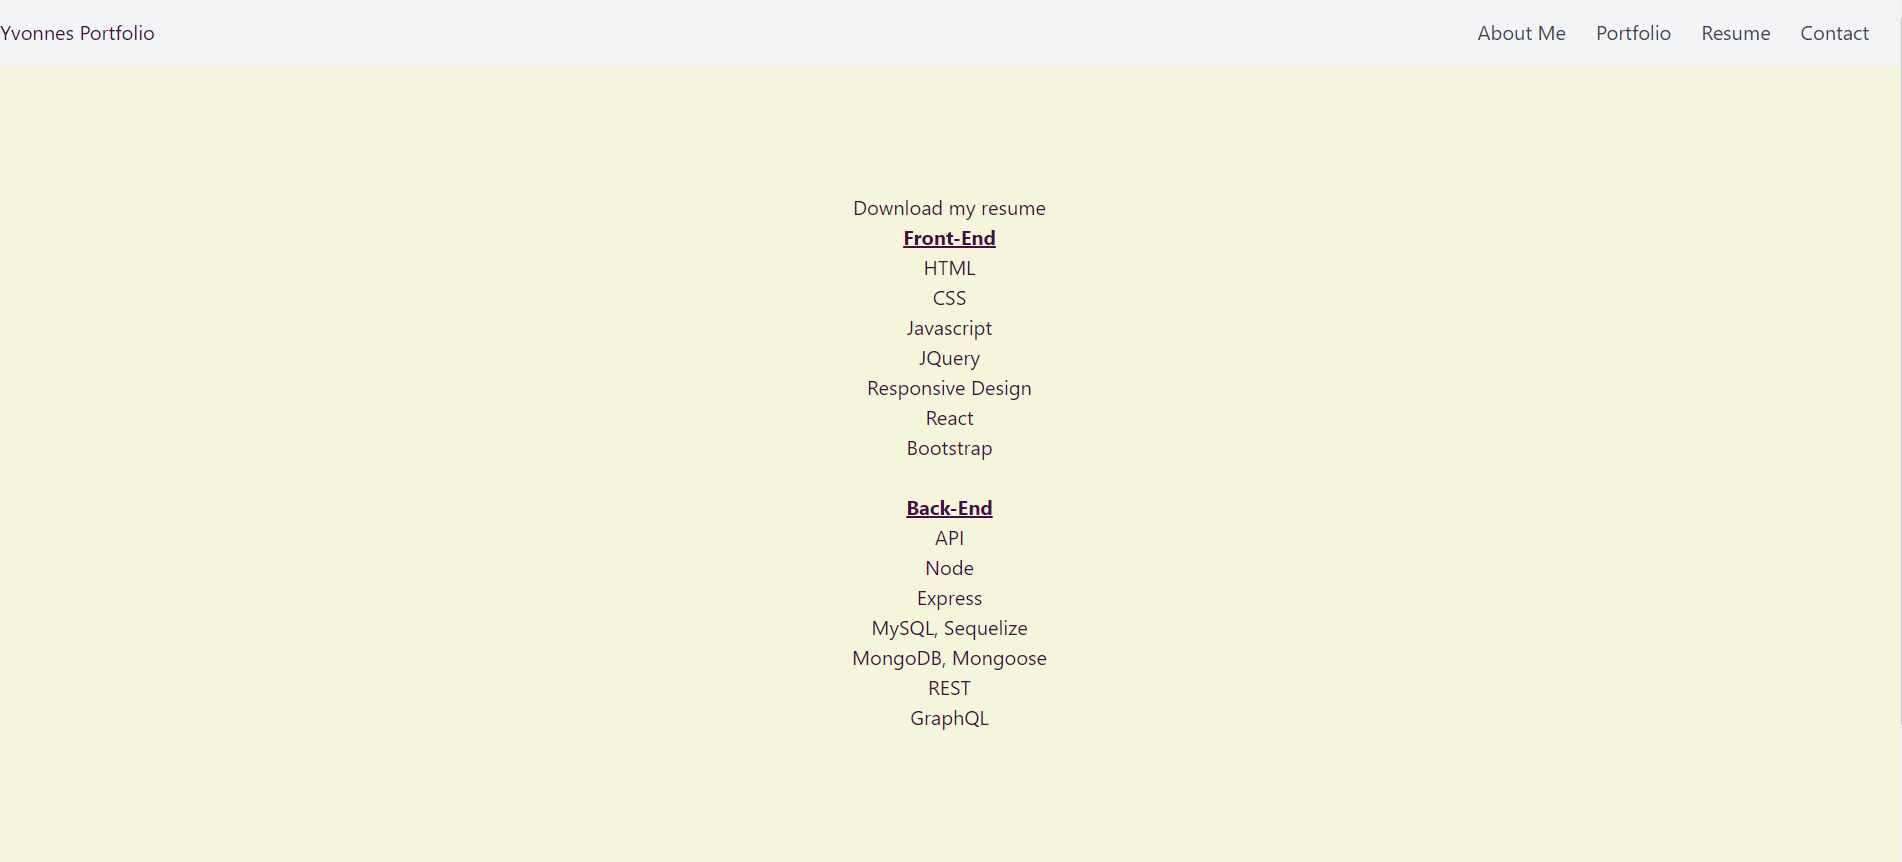 Yvonnes Portfolio
About Me Portfolio Resume Contact
Download my resume
Front-End
HTML
CSS
Javascript
JQuery
Responsive Design
React
Bootstrap
Back-End
API
Node
Express
MySQL, Sequelize
MongoDB, Mongoose
REST
GraphQL